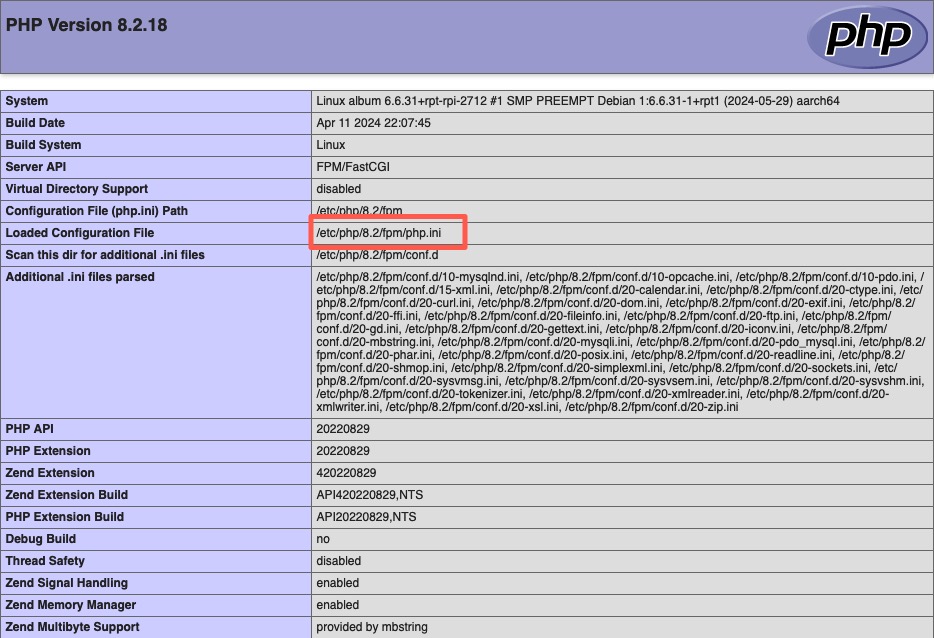 PHP Version 8.2.18
php
System Linux album 6.6.31+rpt-rpi-2712 #1 SMP PREEMPT Debian 1:6.6.31-1+rpt1 (2024-05-29) aarch64
Build Date Apr 11 2024 22:07:45
Build System Linux
Server API FPM/FastCGI
Virtual Directory Support disabled
Configuration File (php.ini) Path /etc/php/8.2/fpm
Loaded Configuration File /etc/php/8.2/fpm/php.ini
Scan this dir for additional .ini files /etc/php/8.2/fpm/conf.d
Additional .ini files parsed /etc/php/8.2/fpm/conf.d/10-mysqlnd.ini, /etc/php/8.2/fpm/conf.d/10-opcache.ini, /etc/php/8.2/fpm/conf.d/10-pdo.ini, /
etc/php/8.2/fpm/conf.d/15-xml.ini, /etc/php/8.2/fpm/conf.d/20-calendar.ini, /etc/php/8.2/fpm/conf.d/20-ctype.ini, /etc/
php/8.2/fpm/conf.d/20-curl.ini, /etc/php/8.2/fpm/conf.d/20-dom.ini, /etc/php/8.2/fpm/conf.d/20-exif.ini, /etc/php/8.2/
fpm/conf.d/20-ffi.ini, /etc/php/8.2/fpm/conf.d/20-fileinfo.ini, /etc/php/8.2/fpm/conf.d/20-ftp.ini, /etc/php/8.2/fpm/
conf.d/20-gd.ini, /etc/php/8.2/fpm/conf.d/20-gettext.ini, /etc/php/8.2/fpm/conf.d/20-iconv.ini, /etc/php/8.2/fpm/
conf.d/20-mbstring.ini, /etc/php/8.2/fpm/conf.d/20-mysqli.ini, /etc/php/8.2/fpm/conf.d/20-pdo_mysql.ini, /etc/php/8.2/
fpm/conf.d/20-phar.ini, /etc/php/8.2/fpm/conf.d/20-posix.ini, /etc/php/8.2/fpm/conf.d/20-readline.ini, /etc/php/8.2/
fpm/conf.d/20-shmop.ini, /etc/php/8.2/fpm/conf.d/20-simplexml.ini, /etc/php/8.2/fpm/conf.d/20-sockets.ini, /etc/
php/8.2/fpm/conf.d/20-sysvmsg.ini, /etc/php/8.2/fpm/conf.d/20-sysvsem.ini, /etc/php/8.2/fpm/conf.d/20-sysvshm.ini, /
etc/php/8.2/fpm/conf.d/20-tokenizer.ini, /etc/php/8.2/fpm/conf.d/20-xmlreader.ini, /etc/php/8.2/fpm/conf.d/20-
xmlwriter.ini, /etc/php/8.2/fpm/conf.d/20-xsl.ini, /etc/php/8.2/fpm/conf.d/20-zip.ini
PHP API 20220829
PHP Extension 20220829
Zend Extension 420220829
Zend Extension Build API420220829,NTS
PHP Extension Build API20220829,NTS
Debug Build no
Thread Safety disabled
Zend Signal Handling enabled
Zend Memory Manager enabled
Zend Multibyte Support provided by mbstring